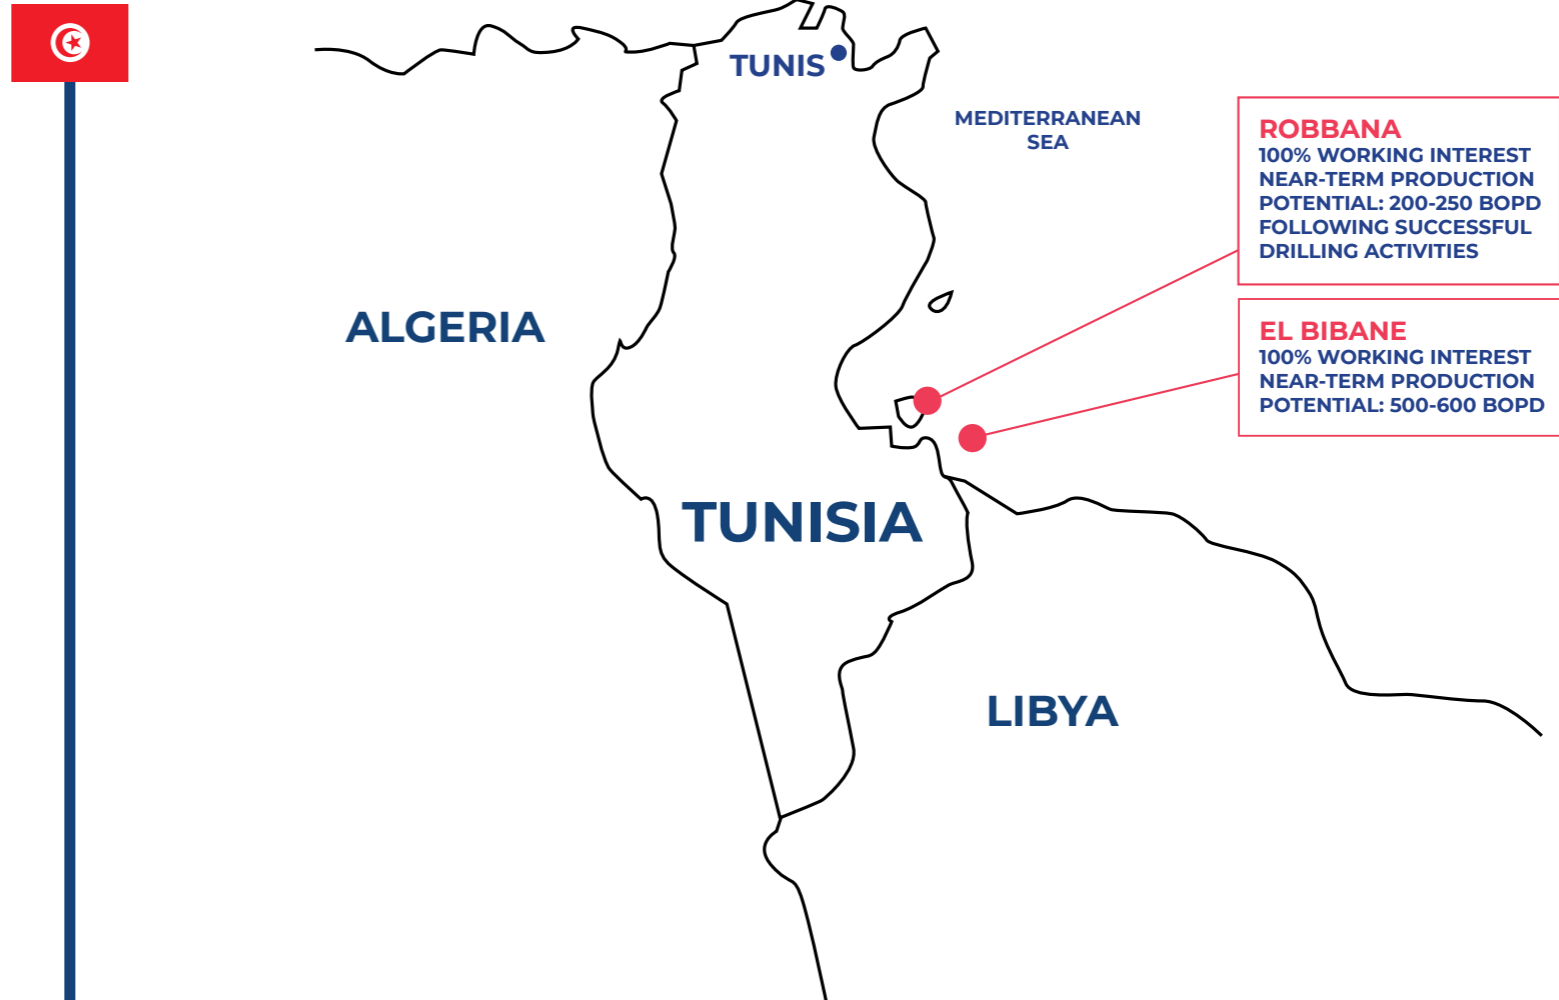 TUNIS
MEDITERRANEAN
SEA
ROBBANA
100% WORKING INTEREST
NEAR-TERM PRODUCTION
POTENTIAL: 200-250 BOPD
FOLLOWING SUCCESSFUL
DRILLING ACTIVITIES
ALGERIA
EL BIBANE
100% WORKING INTEREST
NEAR-TERM PRODUCTION
POTENTIAL: 500-600 BOPD
TUNISIA
LIBYA